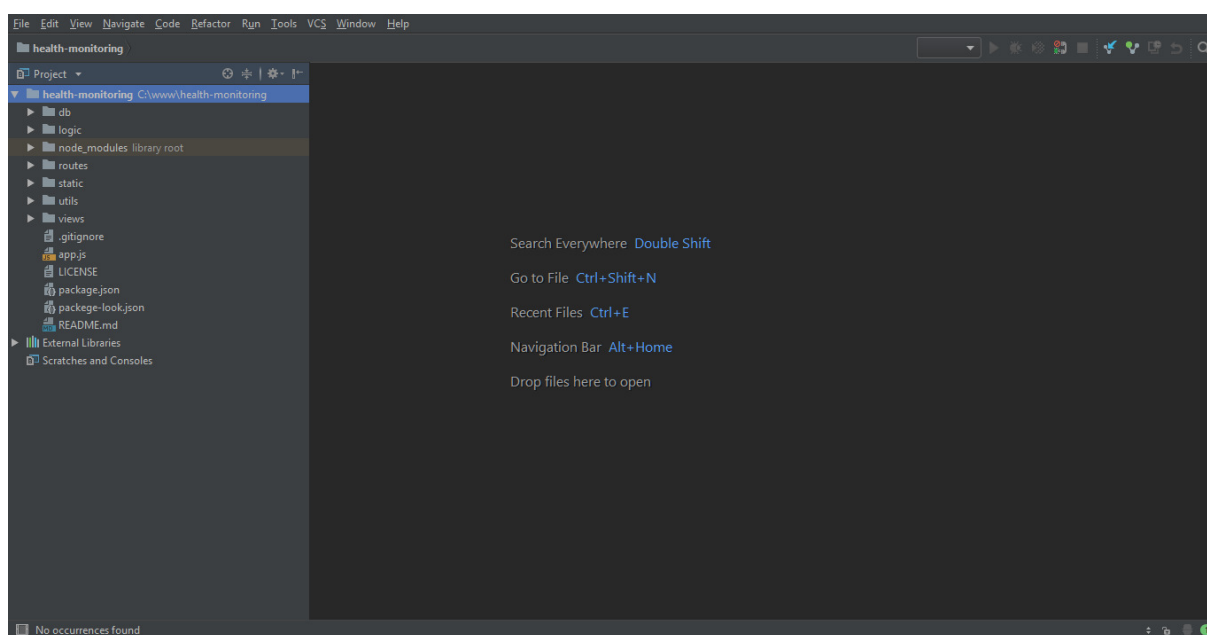 File Edit View Navigate Code Refactor Run Tools VCS Window Help
health-monitoring
Project
health-monitoring C:\www\health-monitoring
db
logic
node_modules library root
routes
static
utils
views
.gitignore
app.js
LICENSE
package.json
packege-look.json
README.md
External Libraries
Scratches and Consoles
Search Everywhere Double Shift
Go to File Ctrl+Shift+N
Recent Files Ctrl+E
Navigation Bar Alt+Home
Drop files here to open
No occurrences found